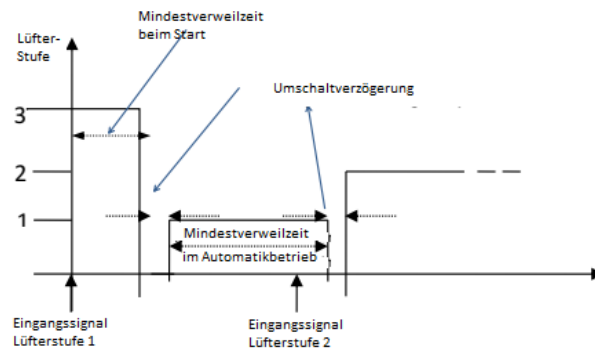 Mindestverweilzeit
beim Start
Lüfter-
Stufe
Umschaltverzögerung
3
2
1
Mindestverweilzeit
im Automatikbetrieb
Eingangssignal
Lüfterstufe 1
Eingangssignal
Lüfterstufe 2